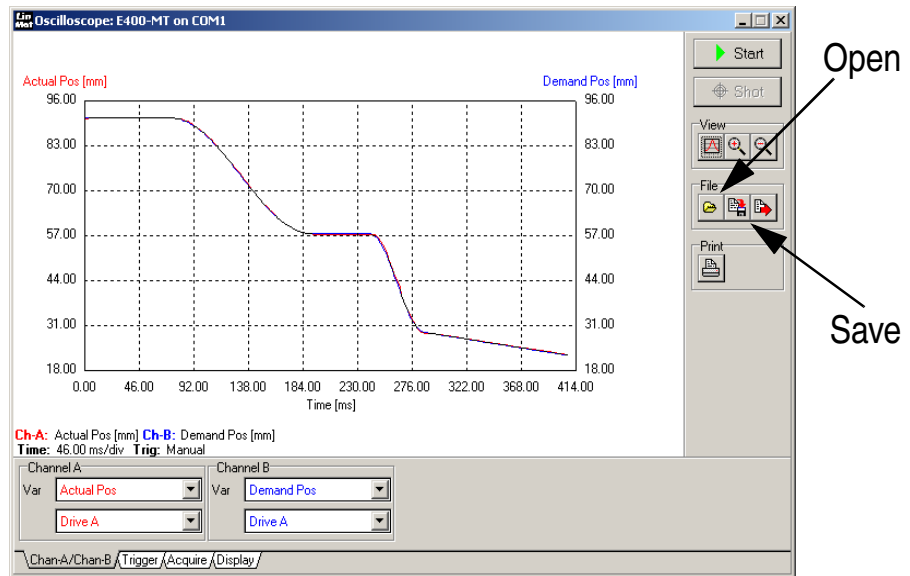 Lin Mot Oscilloscope: E400-MT on COM1
Start
Open
Shot
Actual Pos [mm] Demand Pos [mm]
96.00 96.00
View
83.00 83.00
70.00 70.00
File
57.00 57.00
Print
44.00 44.00
31.00 31.00
Save
18.00 18.00
0.00 46.00 92.00 138.00 184.00 230.00 276.00 322.00 368.00 414.00
Time [ms]
Ch-A: Actual Pos [mm] Ch-B: Demand Pos [mm]
Time: 46.00 ms/div Trig: Manual
Channel A Channel B
Var Actual Pos Var Demand Pos
Drive A Drive A
Chan-A/Chan-B Trigger Acquire Display